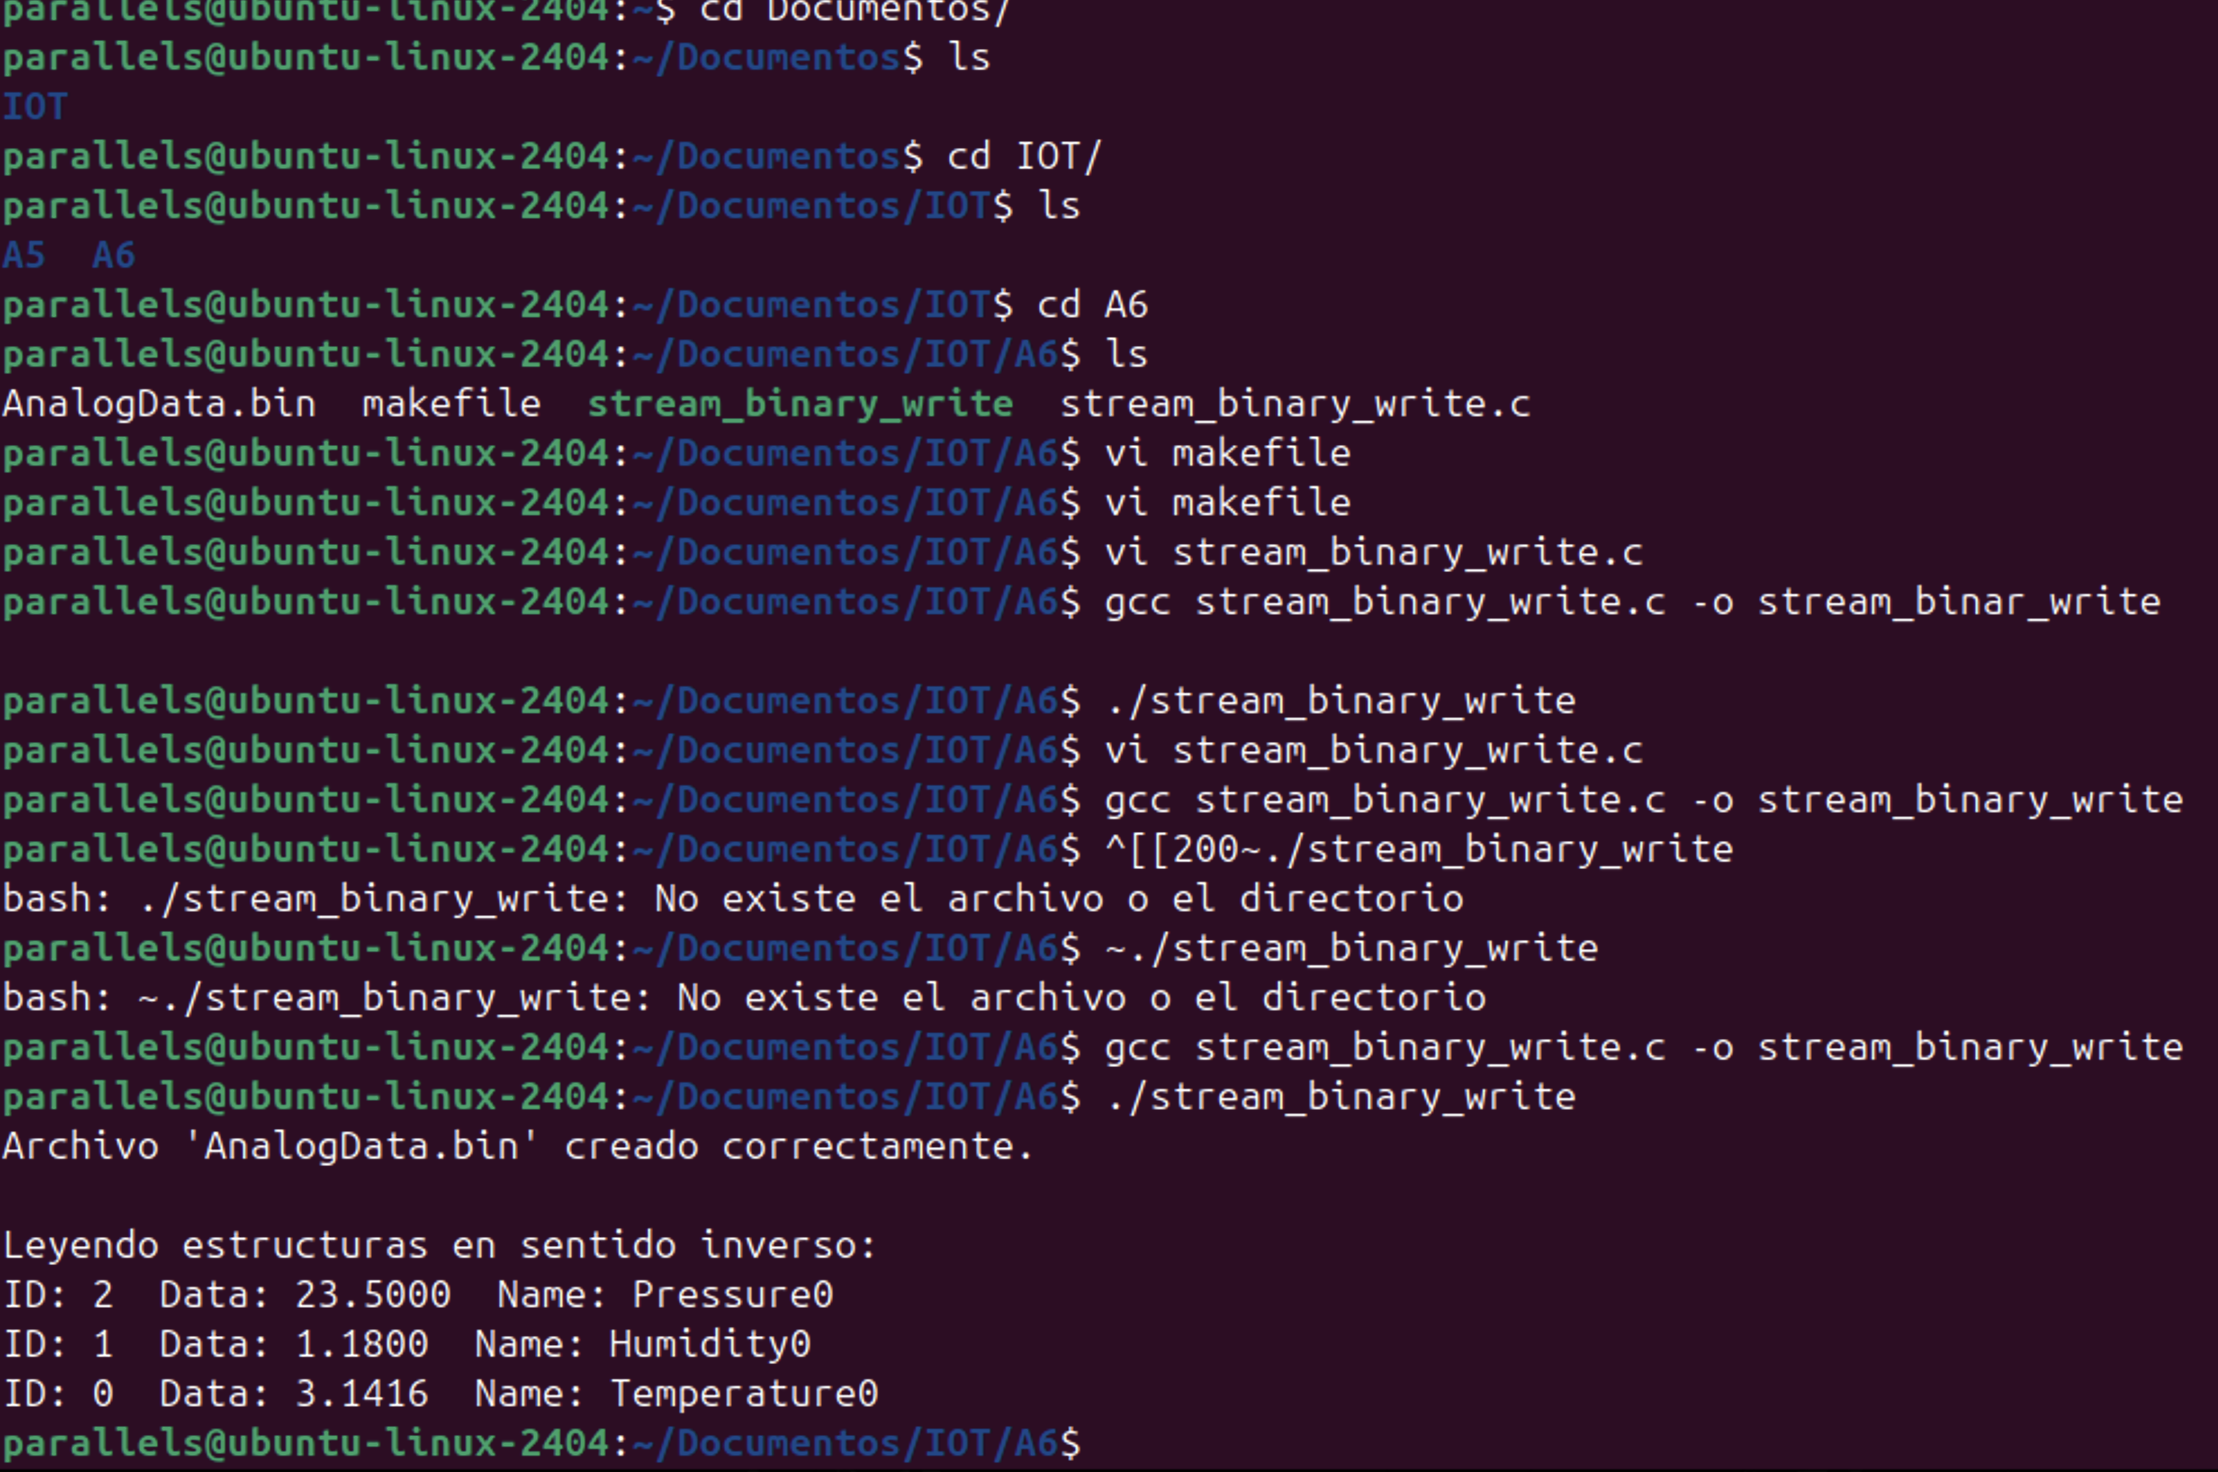 parallels@ubuntu-linux-2404:~$ cd Documentos/
parallels@ubuntu-linux-2404:~/Documentos$ ls
IOT
parallels@ubuntu-linux-2404:~/Documentos$ cd IOT/
parallels@ubuntu-linux-2404:~/Documentos/IOT$ ls
A5  A6
parallels@ubuntu-linux-2404:~/Documentos/IOT$ cd A6
parallels@ubuntu-linux-2404:~/Documentos/IOT/A6$ ls
AnalogData.bin  makefile  stream_binary_write  stream_binary_write.c
parallels@ubuntu-linux-2404:~/Documentos/IOT/A6$ vi makefile
parallels@ubuntu-linux-2404:~/Documentos/IOT/A6$ vi makefile
parallels@ubuntu-linux-2404:~/Documentos/IOT/A6$ vi stream_binary_write.c
parallels@ubuntu-linux-2404:~/Documentos/IOT/A6$ gcc stream_binary_write.c -o stream_binar_write
parallels@ubuntu-linux-2404:~/Documentos/IOT/A6$ ./stream_binary_write
parallels@ubuntu-linux-2404:~/Documentos/IOT/A6$ vi stream_binary_write.c
parallels@ubuntu-linux-2404:~/Documentos/IOT/A6$ gcc stream_binary_write.c -o stream_binary_write
parallels@ubuntu-linux-2404:~/Documentos/IOT/A6$ ^[[200~./stream_binary_write
bash: ./stream_binary_write: No existe el archivo o el directorio
parallels@ubuntu-linux-2404:~/Documentos/IOT/A6$ ~./stream_binary_write
bash: ~./stream_binary_write: No existe el archivo o el directorio
parallels@ubuntu-linux-2404:~/Documentos/IOT/A6$ gcc stream_binary_write.c -o stream_binary_write
parallels@ubuntu-linux-2404:~/Documentos/IOT/A6$ ./stream_binary_write
Archivo 'AnalogData.bin' creado correctamente.
Leyendo estructuras en sentido inverso:
ID: 2  Data: 23.5000  Name: Pressure0
ID: 1  Data: 1.1800  Name: Humidity0
ID: 0  Data: 3.1416  Name: Temperature0
parallels@ubuntu-linux-2404:~/Documentos/IOT/A6$